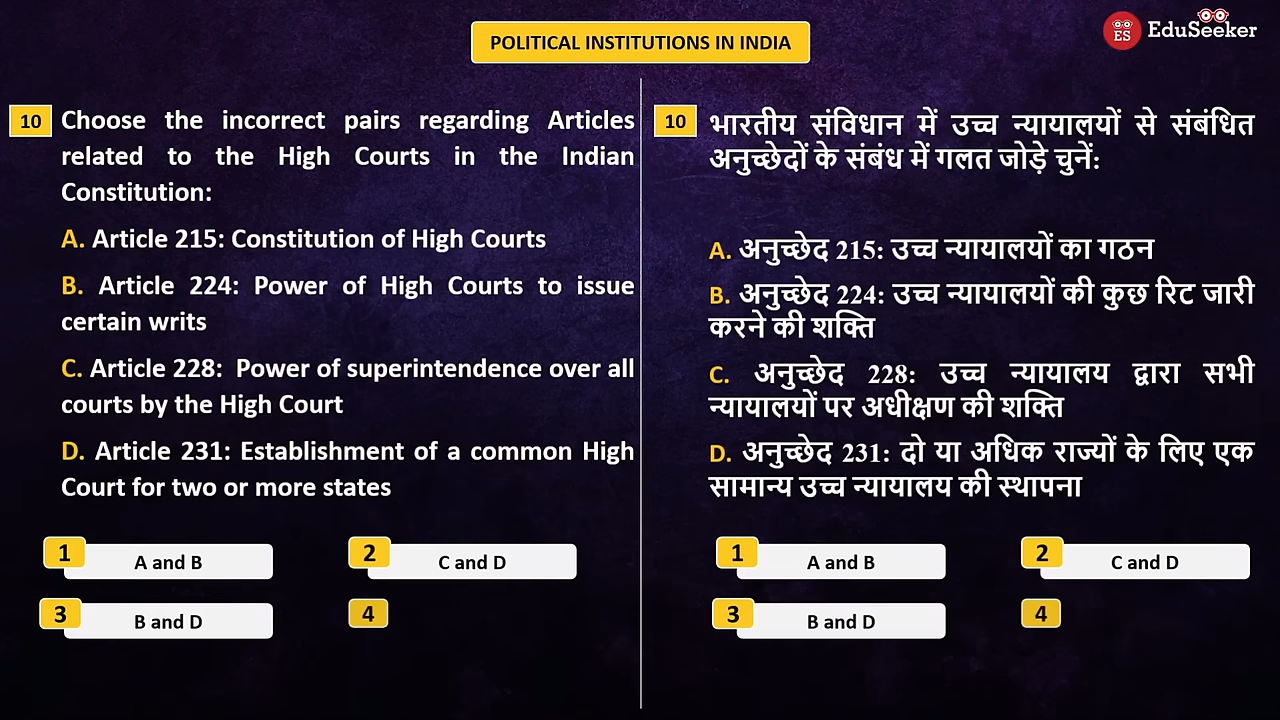 POLITICAL INSTITUTIONS IN INDIA
ES EduSeeker
10 Choose the incorrect pairs regarding Articles
related to the High Courts in the Indian
Constitution:
A. Article 215: Constitution of High Courts
B. Article 224: Power of High Courts to issue
certain writs
C. Article 228: Power of superintendence over all
courts by the High Court
D. Article 231: Establishment of a common High
Court for two or more states
1 A and B
2 C and D
3 B and D
4
10 भारतीय संविधान में उच्च न्यायालयों से संबंधित
अनुच्छेदों के संबंध में गलत जोड़े चुनें:
A. अनुच्छेद 215: उच्च न्यायालयों का गठन
B. अनुच्छेद 224: उच्च न्यायालयों की कुछ रिट जारी
करने की शक्ति
C. अनुच्छेद 228: उच्च न्यायालय द्वारा सभी
न्यायालयों पर अधीक्षण की शक्ति
D. अनुच्छेद 231: दो या अधिक राज्यों के लिए एक
सामान्य उच्च न्यायालय की स्थापना
1 A and B
2 C and D
3 B and D
4